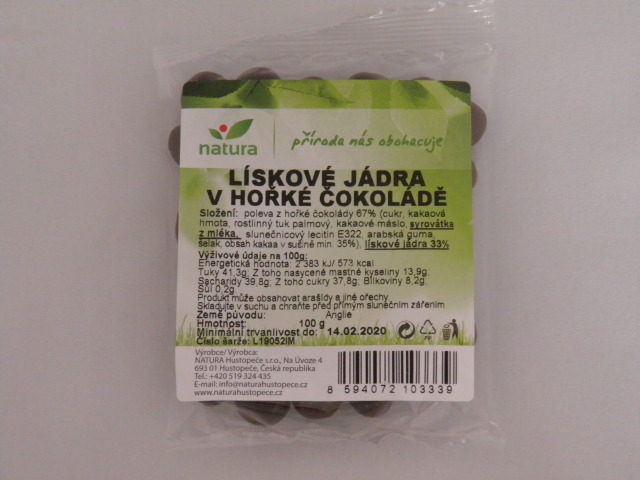 natura
příroda nás obohacuje
LÍSKOVÉ JÁDRA
V HOŘKÉ ČOKOLÁDĚ
Složení: poleva z hořké čokolády 67% (cukr, kakaová
hmota, rostlinný tuk palmový, kakaové máslo, syrovátka
z mléka, slunečnicový lecitin E322, arabská guma,
šelak, obsah kakaa v sušině min. 35%), lískové jádra 33%
Výživové údaje na 100g:
Energetická hodnota: 2 383 kJ/ 573 kcal
Tuky 41,3g, Z toho nasycené mastné kyseliny 13,9g,
Sacharidy 39,8g, Z toho cukry 37,8g; Bílkoviny 8,2g;
Sůl 0,2g
Produkt může obsahovat arašídy a jiné ořechy
Skladujte v suchu a chraňte před přímým slunečním zářením
Země původu: Anglie
Hmotnost: 100 g
Minimální trvanlivost do: 14.02.2020
Číslo šarže: L19052IM
Výrobce/ Výrobca:
NATURA Hustopeče s.r.o., Na Úvoze 4
693 01 Hustopeče, Česká republika
Tel.: +420 519 324 435
E-mail: info@naturahustopece.cz
www.naturahustopece.cz
PP
8 594072 103339